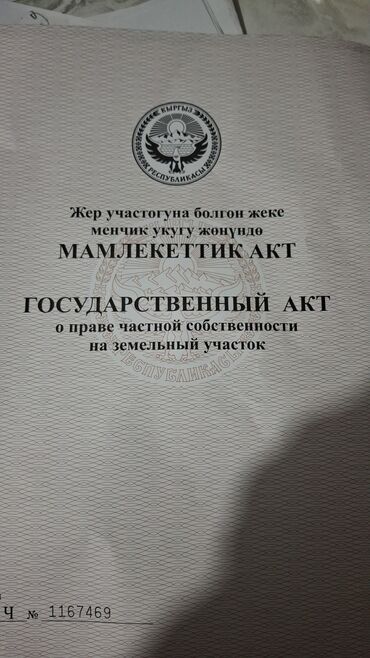 КЫРГЫЗ
РЕСПУБЛИКАСЫ
Жер участогуна болгон жеке
менчик укугу жөнүндө
МАМЛЕКЕТТИК АКТ
ГОСУДАРСТВЕННЫЙ АКТ
о праве частной собственности
на земельный участок
РЕСПУБЛИКАСЫ
Ч № 1167469